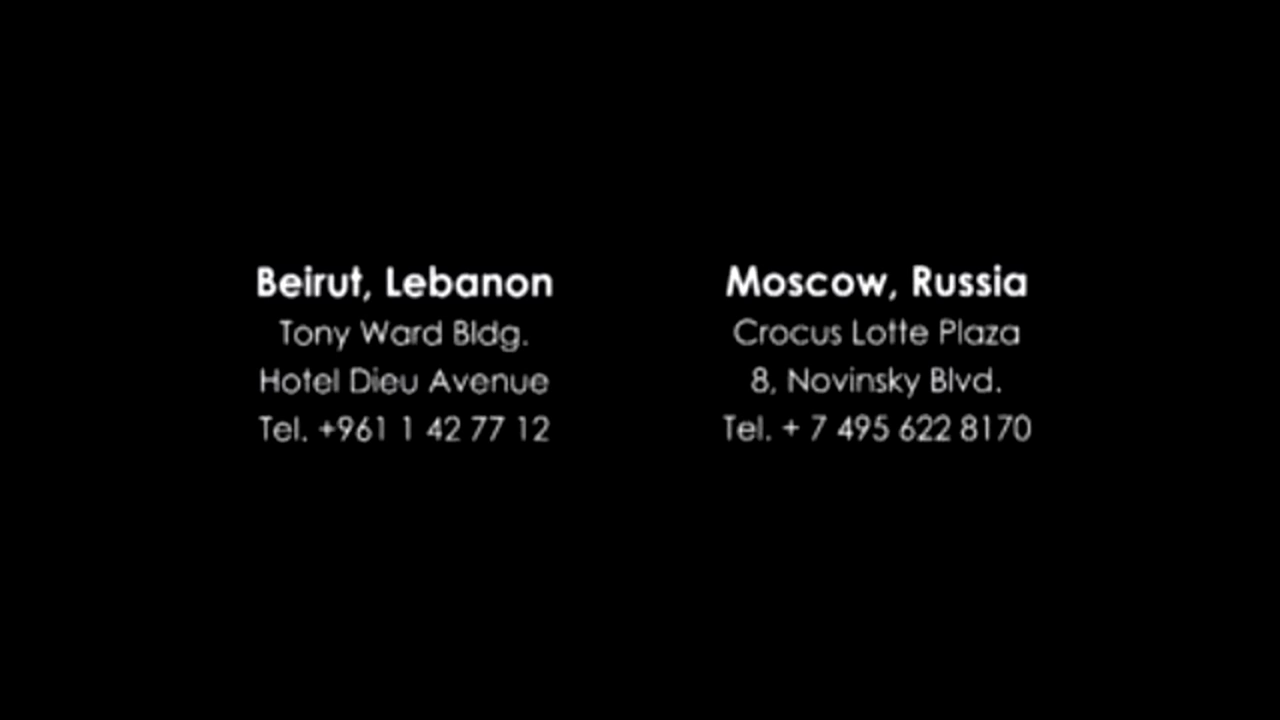 Beirut, Lebanon
Tony Ward Bldg.
Hotel Dieu Avenue
Tel. +961 1 42 77 12
Moscow, Russia
Crocus Lotte Plaza
8, Novinsky Blvd.
Tel. + 7 495 622 8170